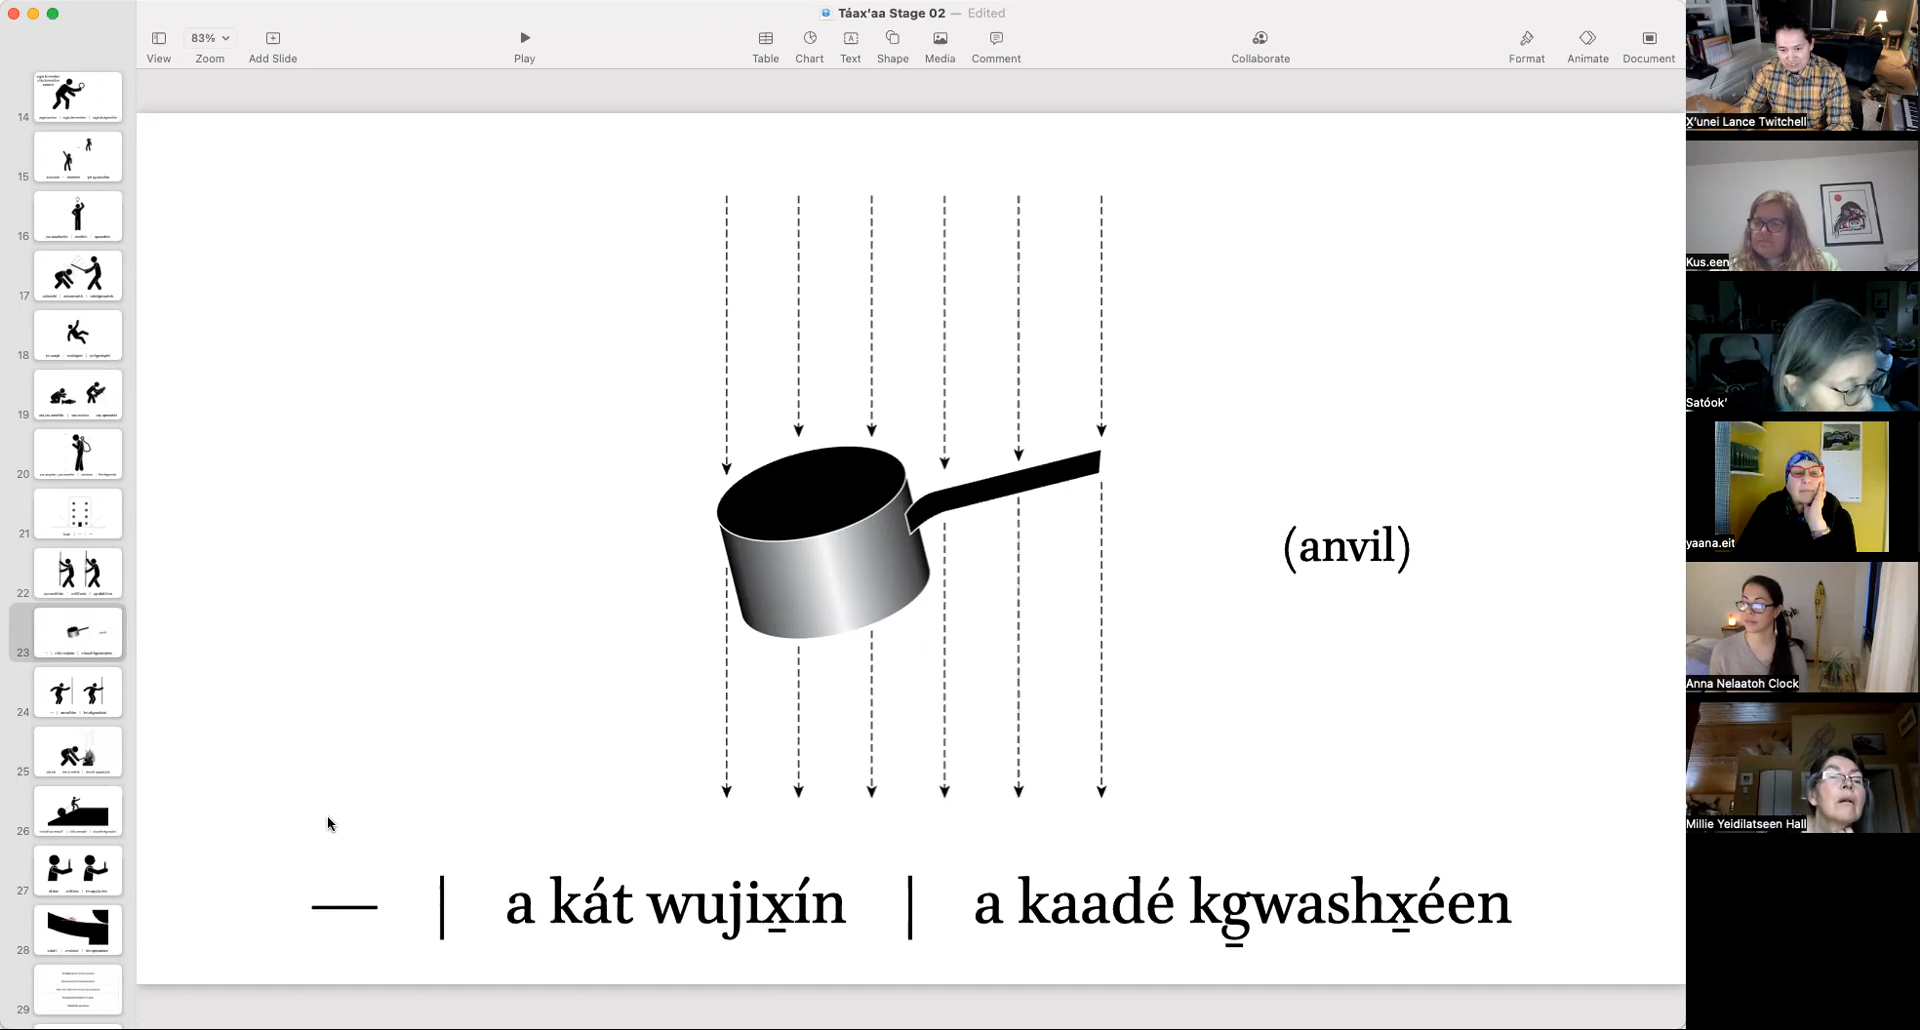 Táax'aa Stage 02 — Edited
83%
View Zoom Add Slide Play Table Chart Text Shape Media Comment Collaborate Format Animate Document
14
15
16
17
18
19
20
21
22
23
24
25
26
27
28
29
(anvil)
— | a kát wujix̲ín | a kaadé kg̲washx̲éen
X̲'unei Lance Twitchell
Kus.een
Satóok'
yaana.eit
Anna Nelaatoh Clock
Millie Yeidilatseen Hall